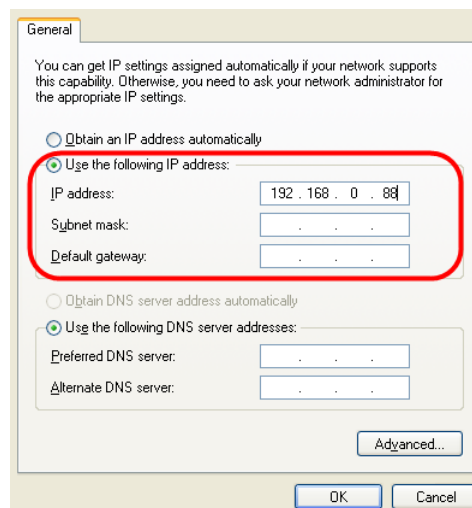 General
You can get IP settings assigned automatically if your network supports
this capability. Otherwise, you need to ask your network administrator for
the appropriate IP settings.
Obtain an IP address automatically
Use the following IP address:
IP address: 192 . 168 . 0 . 88
Subnet mask: . . .
Default gateway: . . .
Obtain DNS server address automatically
Use the following DNS server addresses:
Preferred DNS server: . . .
Alternate DNS server: . . .
Advanced...
OK Cancel